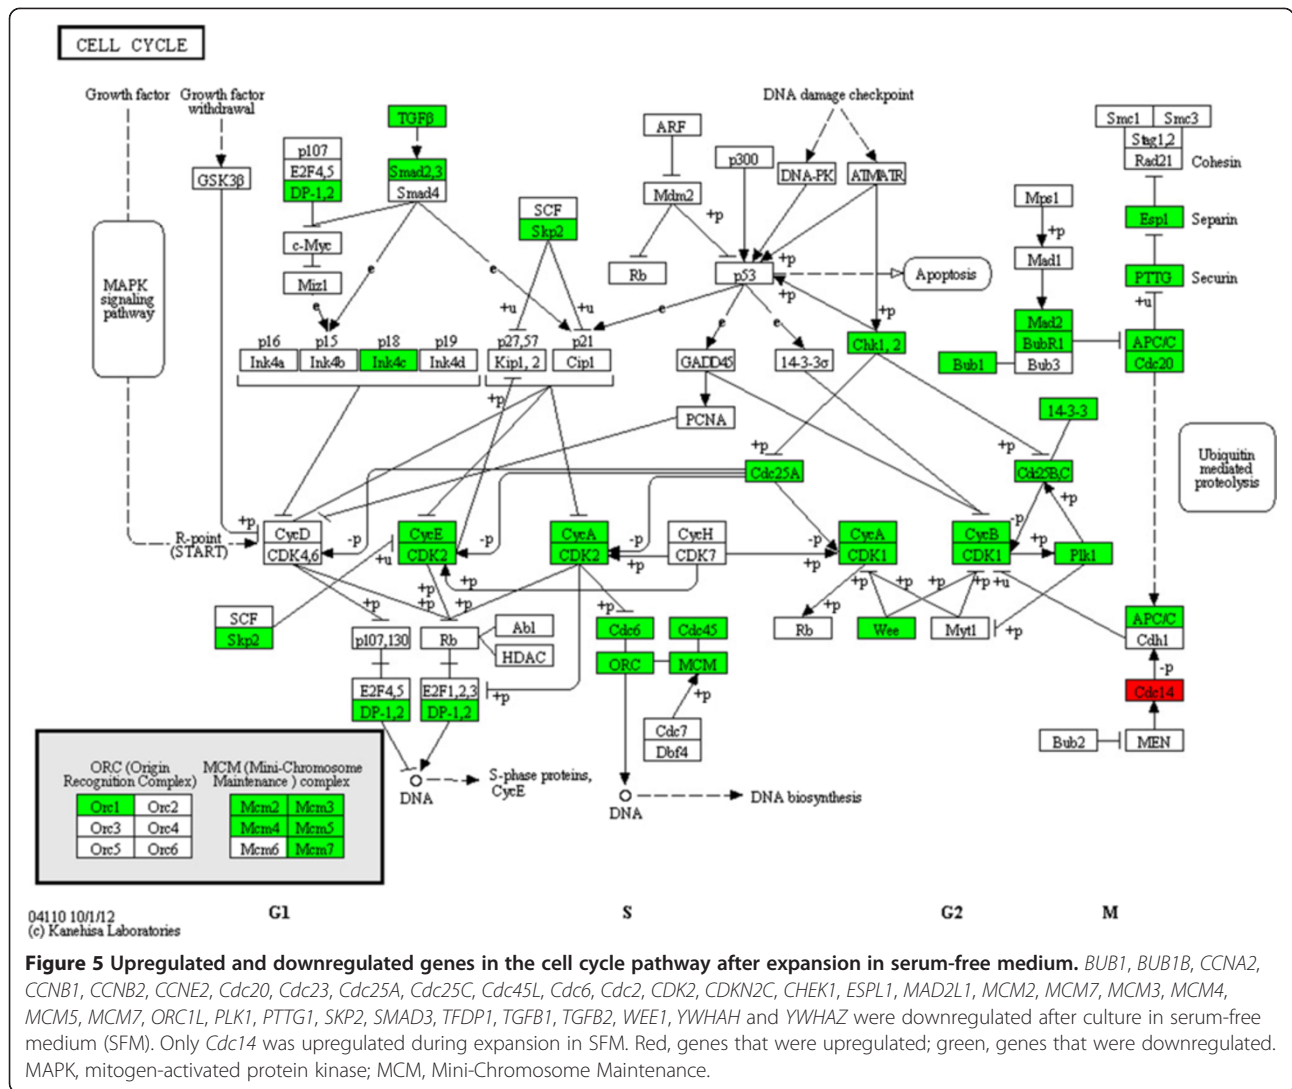 CELL CYCLE
Growth factor
Growth factor
withdrawal
TGFβ
DNA damage checkpoint
ARF
Smc1
Smc3
Stag1,2
Rad21
Cohesin
p107
E2F4,5
DP-1,2
Smad2,3
Smad4
p300
DNA-PK
ATM/ATR
GSK3β
Mdm2
+p
Mps1
+p
SCF
Skp2
Esp1
Separin
c-Myc
Miz1
Rb
p53
+p
+p
Apoptosis
Mad1
PTTG
Securin
MAPK
signaling
pathway
e
e
e
+u
+u
e
e
e
+u
p16
Ink4a
p15
Ink4b
p18
Ink4c
p19
Ink4d
p27,57
Kip1, 2
p21
Cip1
GADD45
14-3-3σ
Chk1, 2
Mad2
BubR1
Bub3
Bub1
APC/C
Cdc20
+p
PCNA
14-3-3
+p
+p
Cdc25A
Cdc25B,C
Ubiquitin
mediated
proteolysis
R-point
(START)
+p
CycD
CDK4,6
-p
CycE
CDK2
-p
CycA
CDK2
-p
+p
CycH
CDK7
-p
+p
CycA
CDK1
CycB
CDK1
-p
+p
+p
Plk1
+u
+p
+p
+p
+p
+p
+p
+p
+p
+p
+u
SCF
Skp2
p107,130
Rb
Abl
HDAC
Cdc6
Cdc45
Rb
Wee
Myt1
+p
APC/C
Cdh1
ORC
MCM
-p
E2F4,5
DP-1,2
E2F1,2,3
DP-1,2
+p
+p
Cdc14
Cdc7
Dbf4
Bub2
MEN
ORC (Origin
Recognition Complex)
MCM (Mini-Chromosome
Maintenance ) complex
Orc1
Orc2
Mcm2
Mcm3
Orc3
Orc4
Mcm4
Mcm5
Orc5
Orc6
Mcm6
Mcm7
DNA
S-phase proteins,
CycE
DNA
DNA biosynthesis
G1
S
G2
M
04110 10/1/12
(c) Kanehisa Laboratories
Figure 5 Upregulated and downregulated genes in the cell cycle pathway after expansion in serum-free medium. BUB1, BUB1B, CCNA2,
CCNB1, CCNB2, CCNE2, Cdc20, Cdc23, Cdc25A, Cdc25C, Cdc45L, Cdc6, Cdc2, CDK2, CDKN2C, CHEK1, ESPL1, MAD2L1, MCM2, MCM7, MCM3, MCM4,
MCM5, MCM7, ORC1L, PLK1, PTTG1, SKP2, SMAD3, TFDP1, TGFB1, TGFB2, WEE1, YWHAH and YWHAZ were downregulated after culture in serum-free
medium (SFM). Only Cdc14 was upregulated during expansion in SFM. Red, genes that were upregulated; green, genes that were downregulated.
MAPK, mitogen-activated protein kinase; MCM, Mini-Chromosome Maintenance.